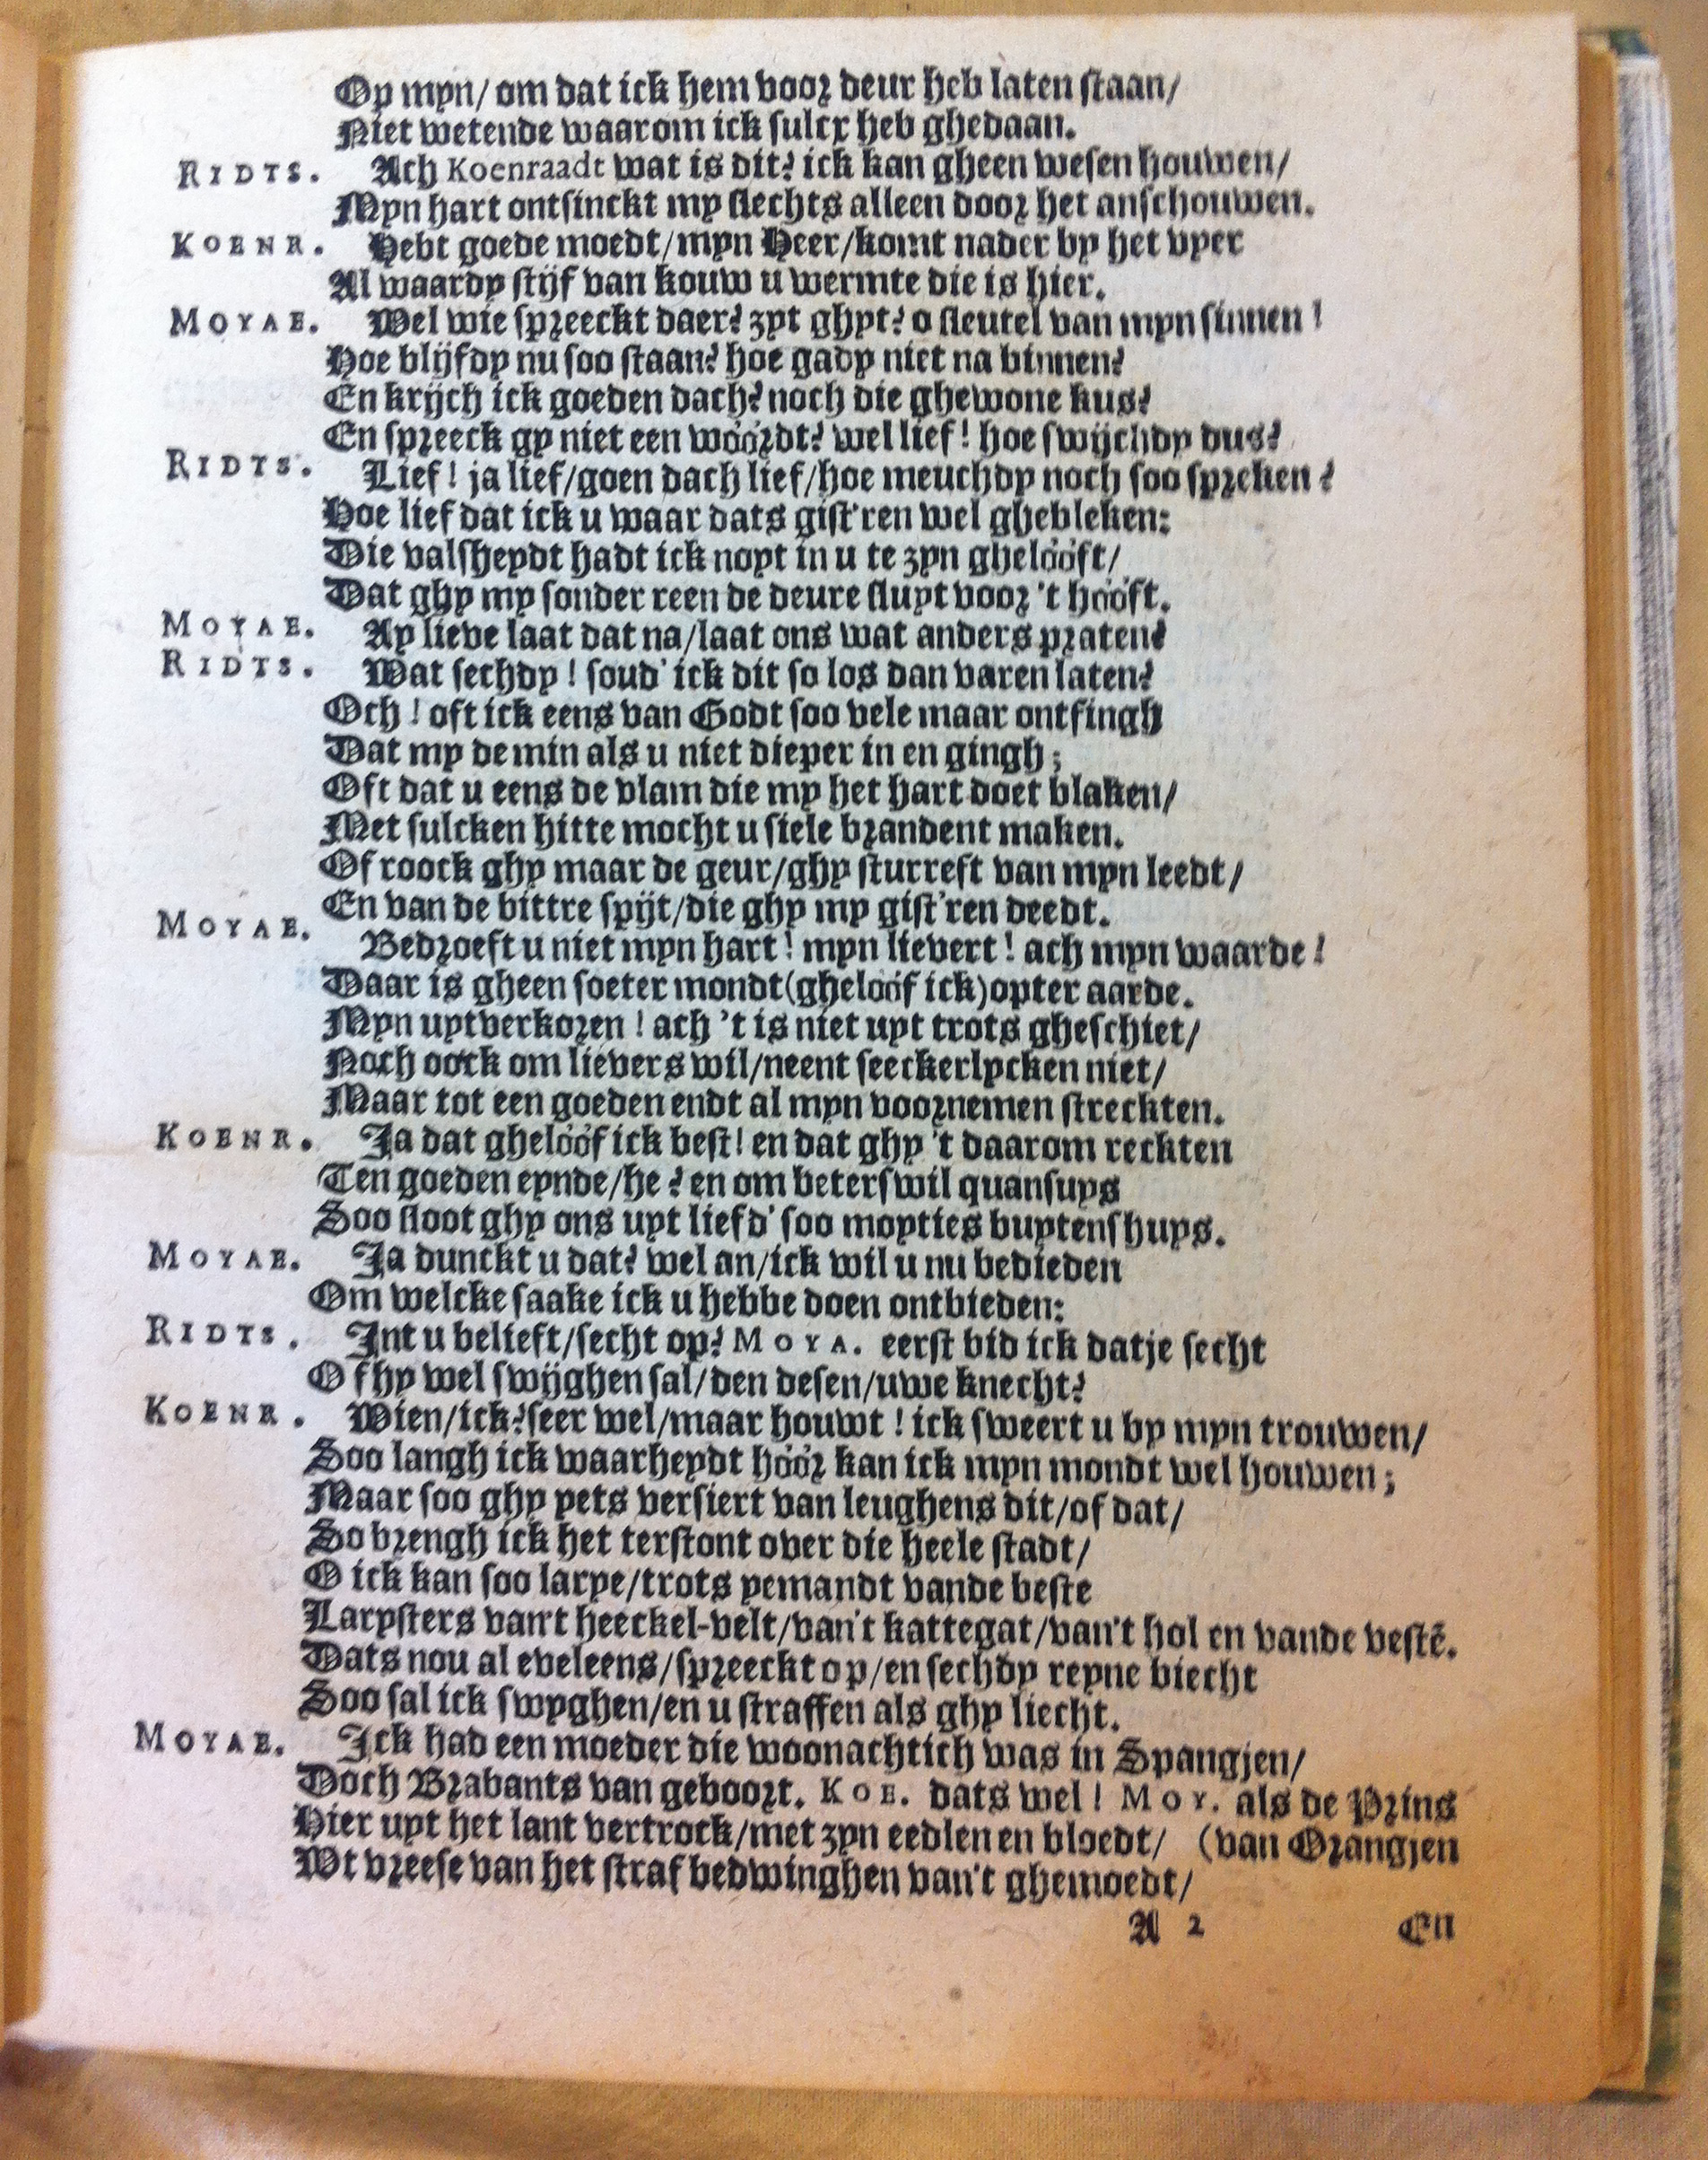 Op myn/ om dat ick hem voor deur heb laten staan/
Niet wetende waarom ick sulcx heb ghedaan.
RIDTS. Ach Koenraadt wat is dit? ick kan gheen wesen houwen/
Myn hart ontsinckt my slechts alleen door het anschouwen.
KOENR. Hebt goede moedt/myn Heer/komt nader by het vyer
Al waardy stijf van kouw u wermte die is hier.
MOYAE. Wel wie spreeckt daer? zyt ghyt? o sleutel van myn sinnen!
Hoe blijfdy nu soo staan? hoe gady niet na binnen?
En krijch ick goeden dach? noch die ghewone kus?
En spreeck gy niet een wóórdt? wel lief! hoe swijchdy dus?
RIDTS. Lief! ja lief/goen dach lief/hoe meuchdy noch soo spreken?
Hoe lief dat ick u waar dats gist'ren wel ghebleken:
Die valsheydt hadt ick noyt in u te zyn ghelóóft/
Dat ghy my sonder reen de deure sluyt voor 't hóóft.
MOYAE. Ay lieve laat dat na/laat ons wat anders praten?
RIDTS. Wat sechdy! soud' ick dit so los dan varen laten?
Och! oft ick eens van Godt soo vele maar ontfingh
Dat my de min als u niet dieper in en gingh;
Oft dat u eens de vlam die my het hart doet blaken/
Met sulcken hitte mocht u siele brandent maken.
Of roock ghy maar de geur/ghy sturreft van myn leedt/
En van de bittre spijt/die ghy my gist'ren deedt.
MOYAE. Bedroeft u niet myn hart! myn lievert! ach myn waarde!
Daar is gheen soeter mondt(ghelóóf ick)opter aarde.
Myn uytverkoren! ach 't is niet uyt trots gheschiet/
Noch oock om lievers wil/neent seeckerlycken niet/
Maar tot een goeden endt al myn voornemen streckten.
KOENR. Ja dat ghelóóf ick best! en dat ghy 't daarom reckten
Ten goeden eynde/he? en om beterswil quansuys
Soo sloot ghy ons uyt liefd' soo moyties buytenshuys.
MOYAE. Ja dunckt u dat? wel an/ick wil u nu bedieden
Om welcke saake ick u hebbe doen ontbieden:
RIDTS. Int u belieft/secht op? MOYA. eerst bid ick datje secht
Of hy wel swijghen sal/den desen/uwe knecht?
KOENR. Wien/ick?seer wel/maar houwt! ick sweert u by myn trouwen/
Soo langh ick waarheydt hóór kan ick myn mondt wel houwen;
Maar soo ghy yets versiert van leughens dit/of dat/
So brengh ick het terstont over die heele stadt/
O ick kan soo larye/trots yemandt vande beste
Larysters van't heeckel-velt/van't kattegat/van't hol en vande vestē.
Dats nou al eveleens/spreeckt op/en sechdy reyne biecht
Soo sal ick swyghen/en u straffen als ghy liecht.
MOYAE. Ick had een moeder die woonachtich was in Spangjen/
Doch Brabants van geboort. KOE. dats wel! MOY. als de Prins
Hier uyt het lant vertrock/met zyn eedlen en bloedt/ (van Orangjen
Wt vreese van het straf bedwinghen van't ghemoedt/
A 2 En